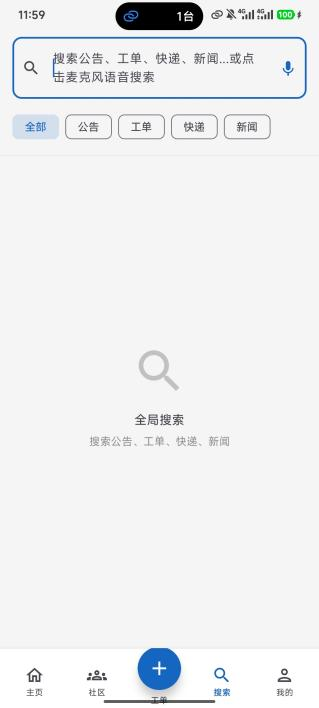 11:59
1台
4G 4G 100
搜索公告、工单、快递、新闻...或点
击麦克风语音搜索
全部 公告 工单 快递 新闻
全局搜索
搜索公告、工单、快递、新闻
主页 社区 工单 搜索 我的